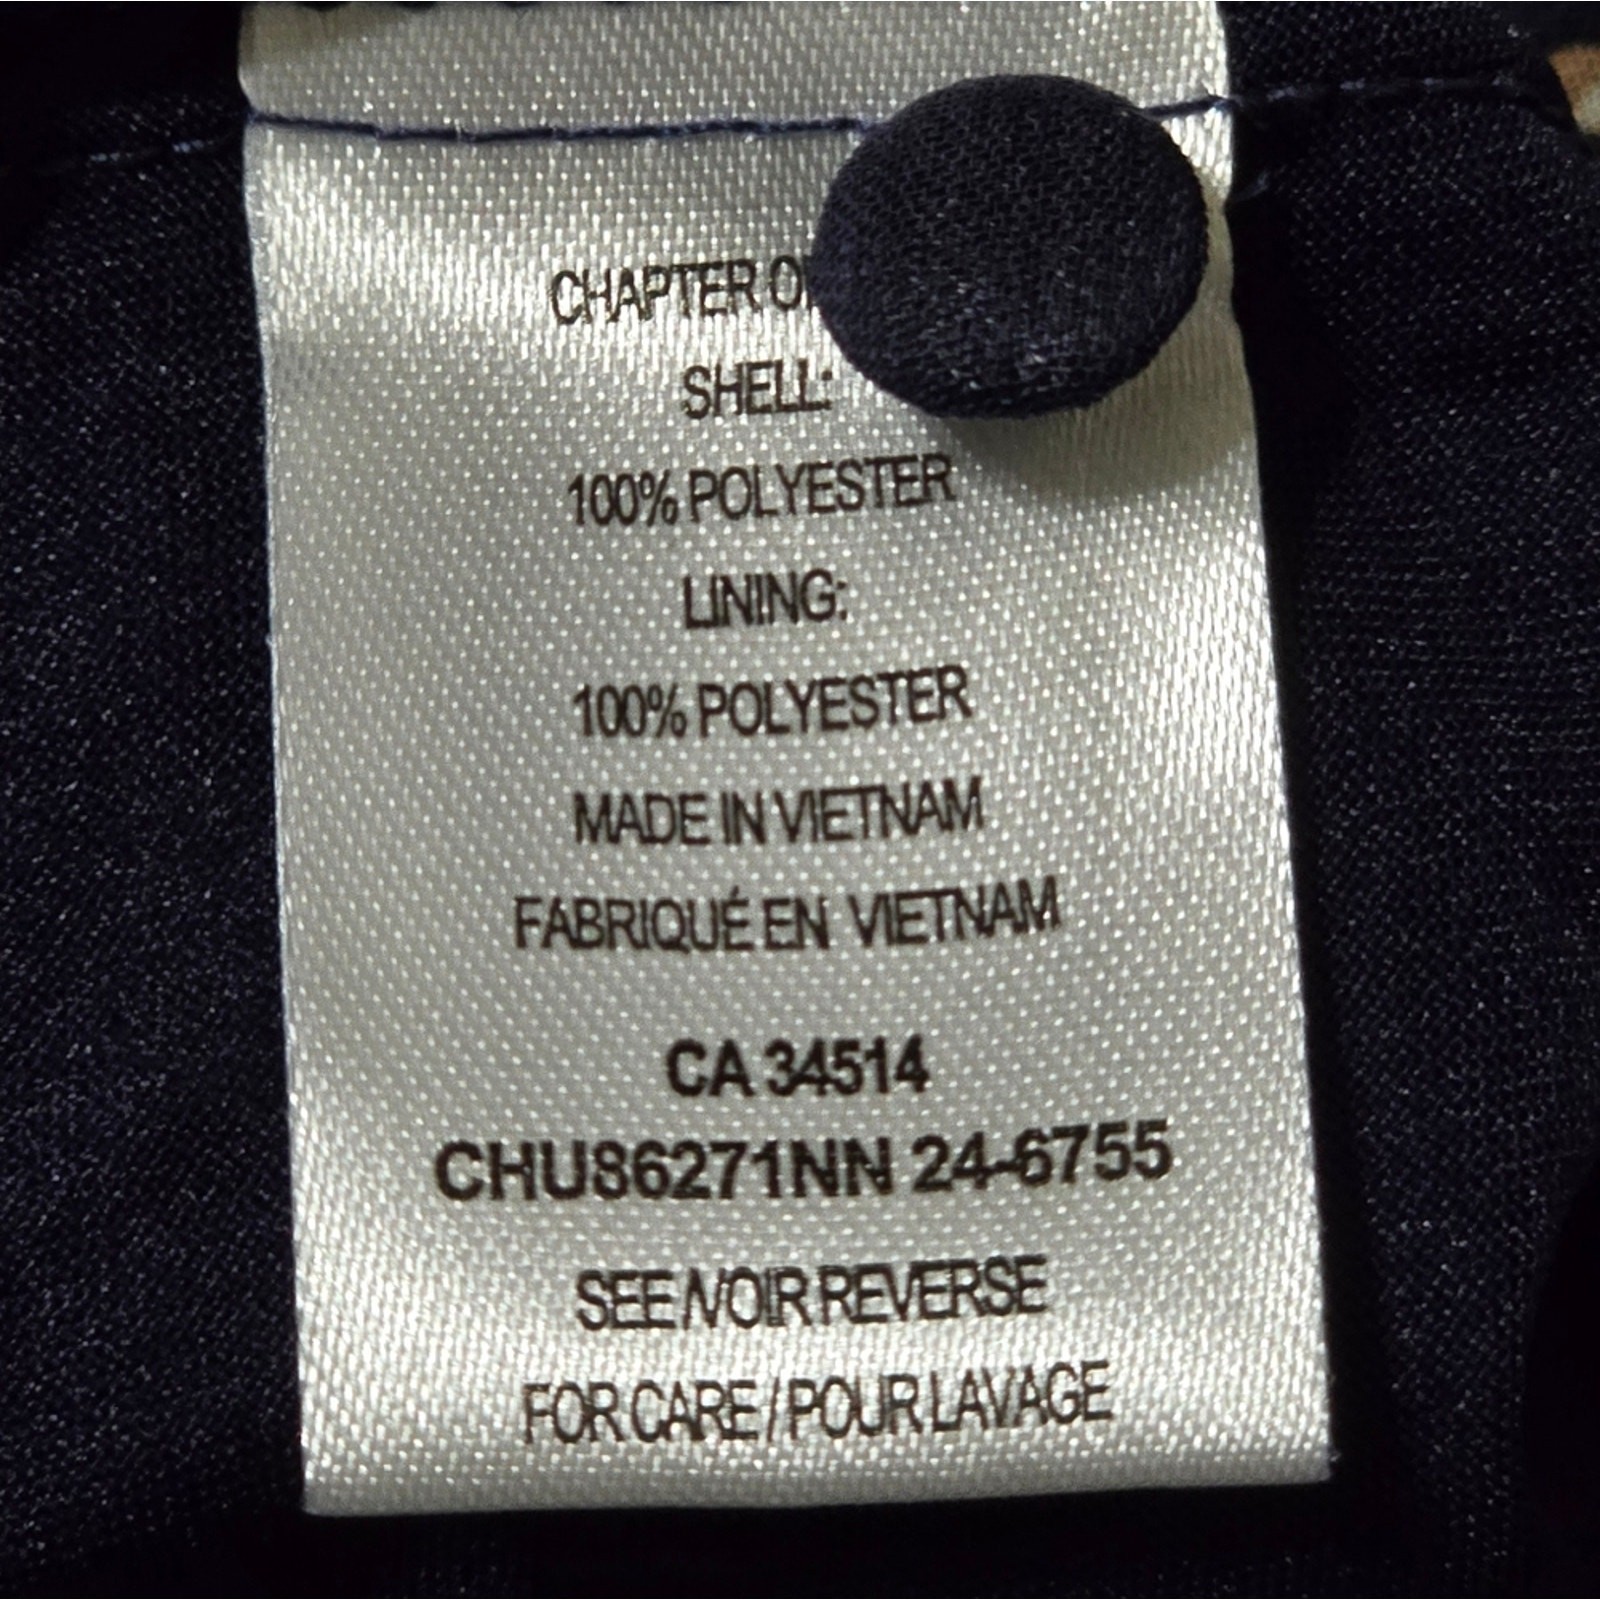 CHAPTER
SHELL:
100% POLYESTER
LINING:
100% POLYESTER
MADE IN VIETNAM
FABRIQUÉ EN VIETNAM
CA 34514
CHU86271NN 24-6755
SEE/VOIR REVERSE
FOR CARE / POUR LAVAGE